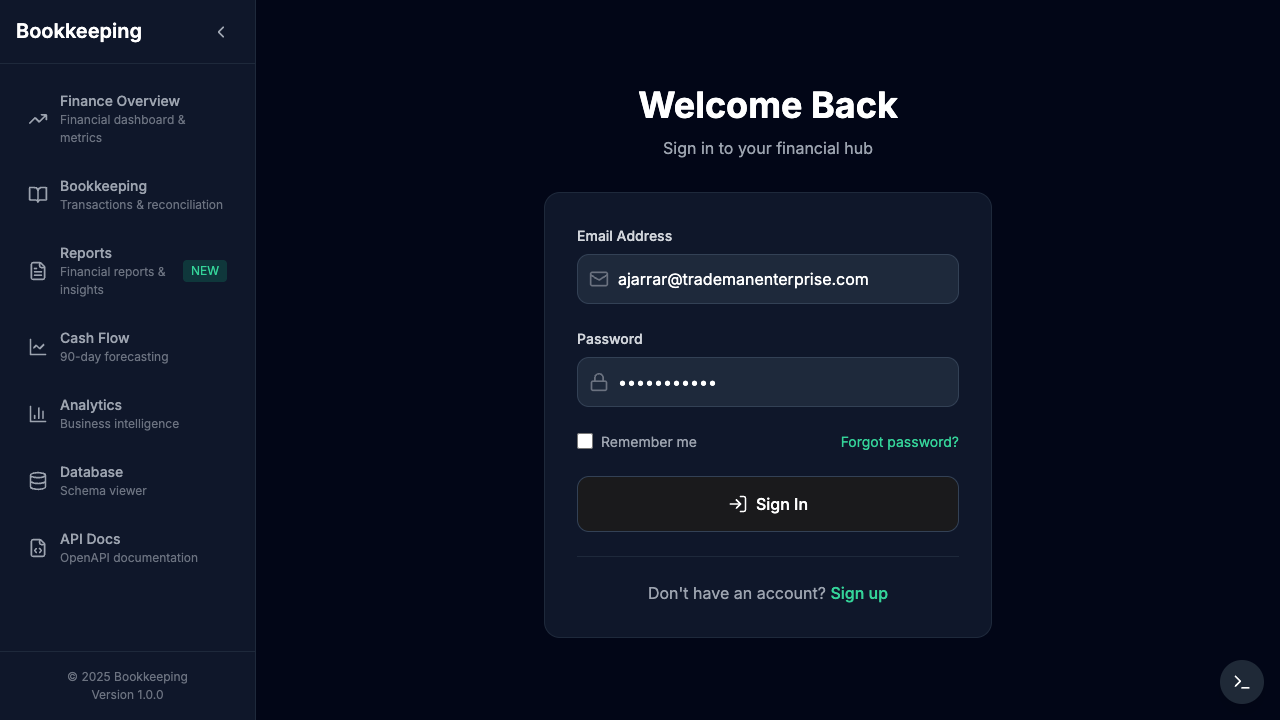 Bookkeeping
Finance Overview
Financial dashboard &
metrics
Bookkeeping
Transactions & reconciliation
Reports
Financial reports &
insights
NEW
Cash Flow
90-day forecasting
Analytics
Business intelligence
Database
Schema viewer
API Docs
OpenAPI documentation
© 2025 Bookkeeping
Version 1.0.0
Welcome Back
Sign in to your financial hub
Email Address
ajarrar@trademanenterprise.com
Password
•••••••••••
Remember me
Forgot password?
Sign In
Don't have an account? Sign up